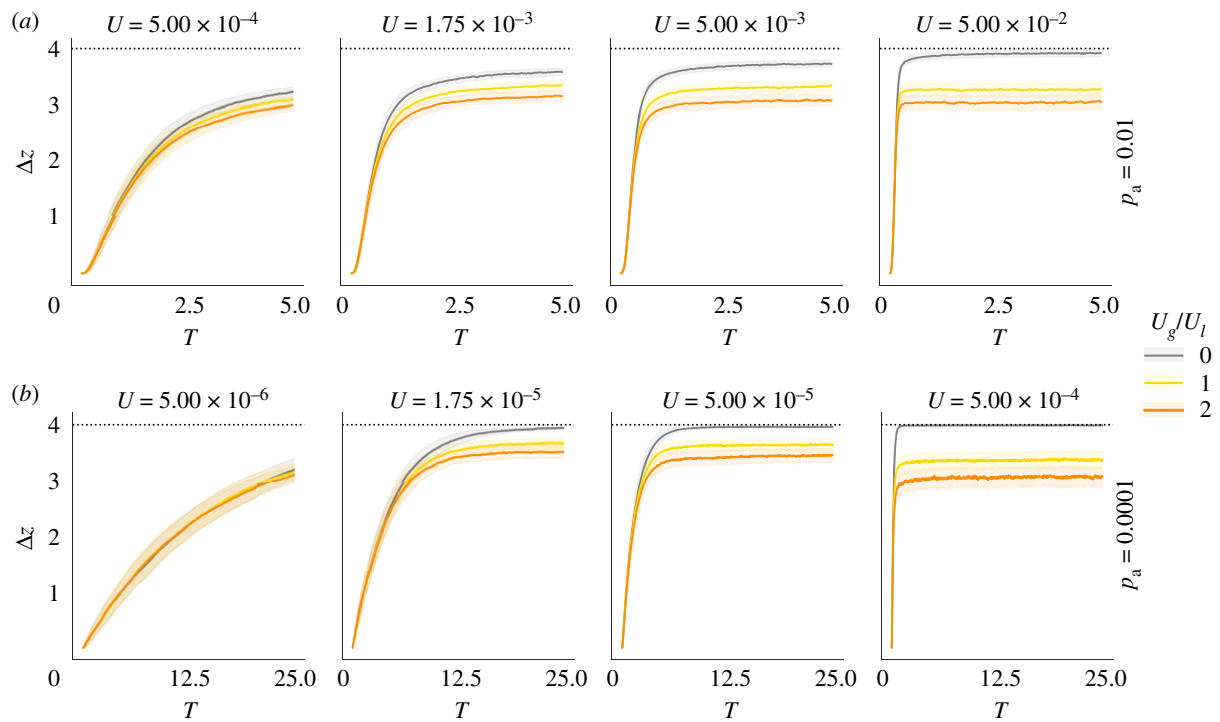 (a) U = 5.00 × 10⁻⁴ U = 1.75 × 10⁻³ U = 5.00 × 10⁻³ U = 5.00 × 10⁻²
4
3
2
1
0 2.5 5.0 0 2.5 5.0 0 2.5 5.0 0 2.5 5.0
Δz
T T T T
pₐ = 0.01
U_g/U_l
0
1
2
(b) U = 5.00 × 10⁻⁶ U = 1.75 × 10⁻⁵ U = 5.00 × 10⁻⁵ U = 5.00 × 10⁻⁴
4
3
2
1
0 12.5 25.0 0 12.5 25.0 0 12.5 25.0 0 12.5 25.0
Δz
T T T T
pₐ = 0.0001